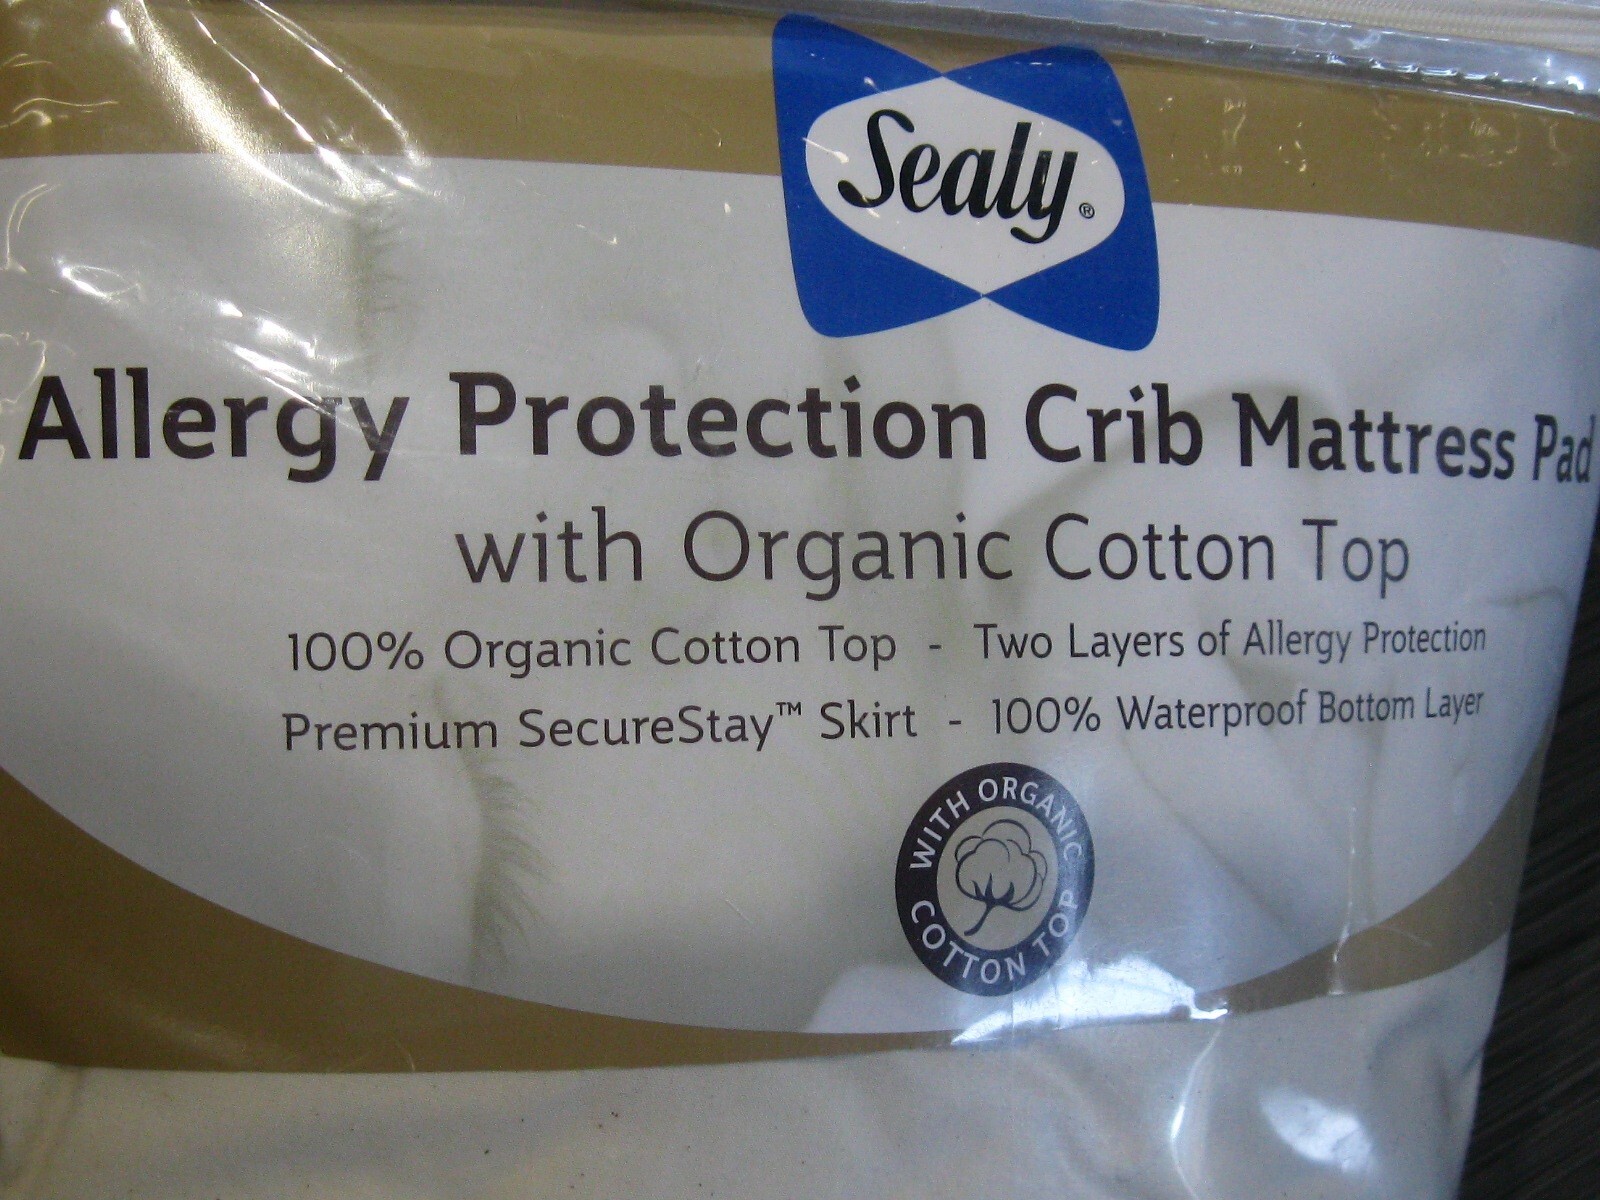 Sealy®
Allergy Protection Crib Mattress Pad
with Organic Cotton Top
100% Organic Cotton Top - Two Layers of Allergy Protection
Premium SecureStay™ Skirt - 100% Waterproof Bottom Layer
WITH ORGANIC
COTTON TOP